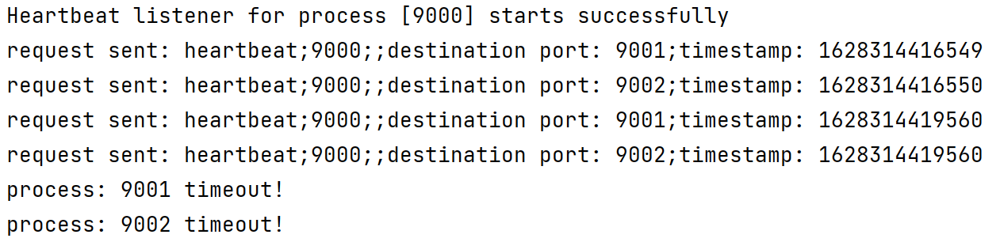 Heartbeat listener for process [9000] starts successfully
request sent: heartbeat;9000;;destination port: 9001;timestamp: 1628314416549
request sent: heartbeat;9000;;destination port: 9002;timestamp: 1628314416550
request sent: heartbeat;9000;;destination port: 9001;timestamp: 1628314419560
request sent: heartbeat;9000;;destination port: 9002;timestamp: 1628314419560
process: 9001 timeout!
process: 9002 timeout!